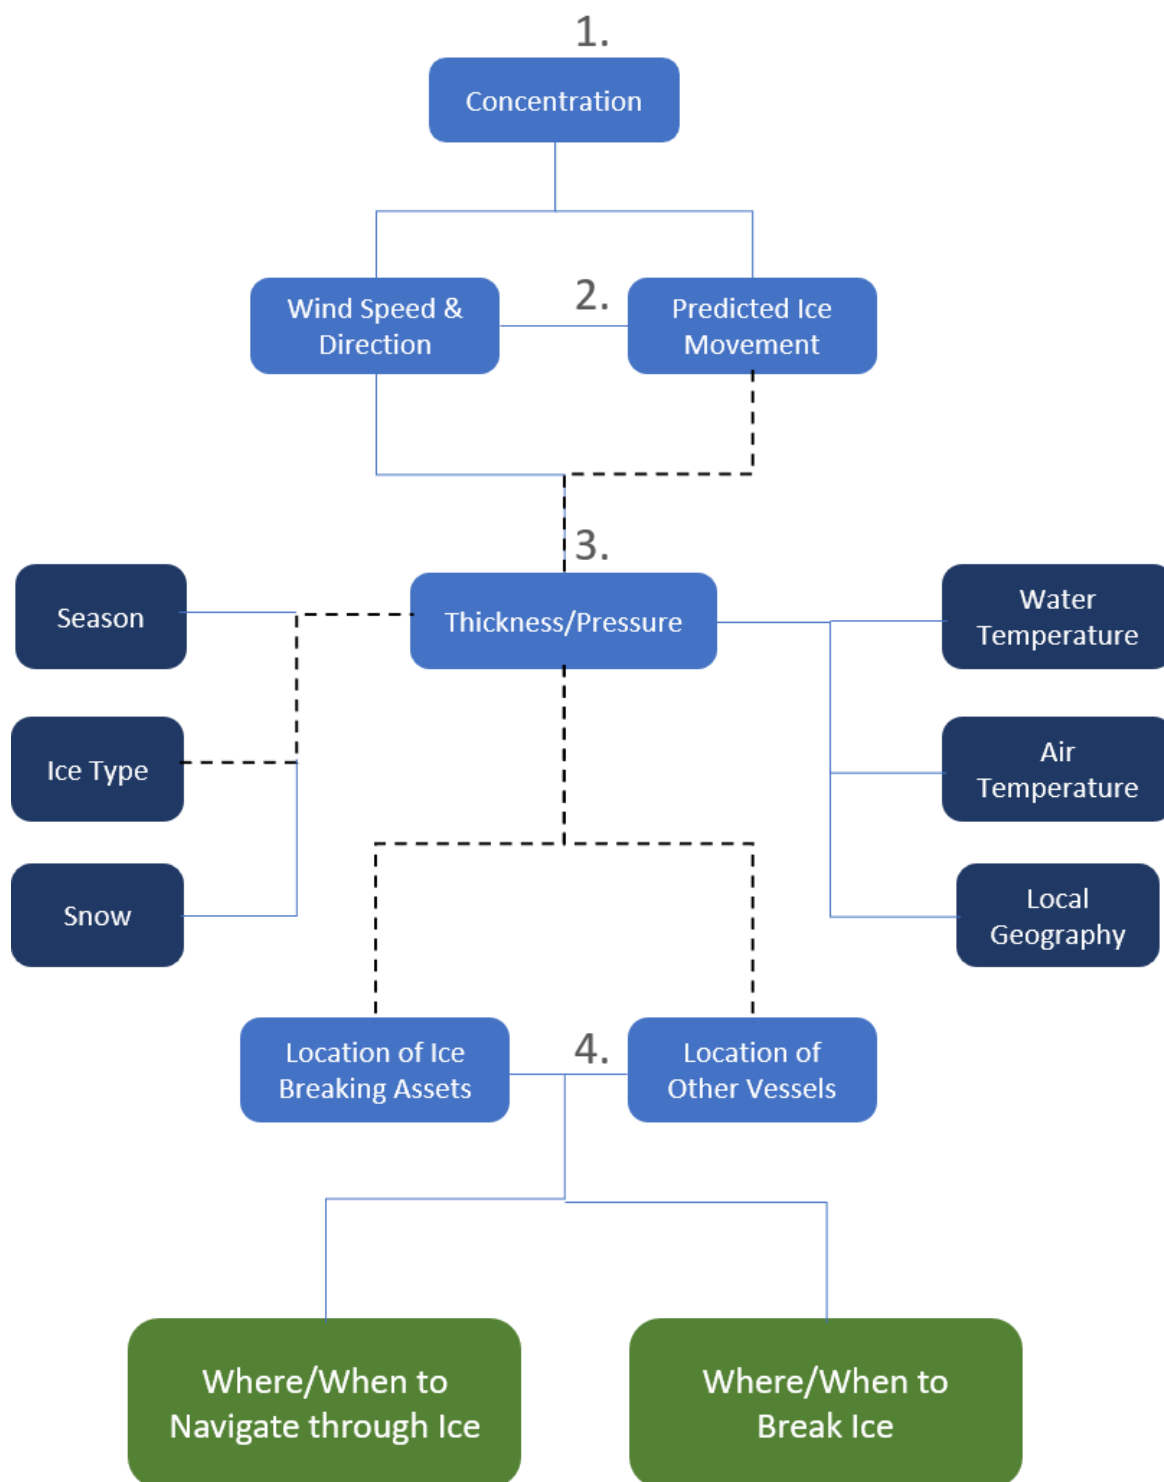 1.
Concentration
Wind Speed &
Direction
2.
Predicted Ice
Movement
3.
Season
Thickness/Pressure
Water
Temperature
Ice Type
Air
Temperature
Snow
Local
Geography
Location of Ice
Breaking Assets
4.
Location of
Other Vessels
Where/When to
Navigate through Ice
Where/When to
Break Ice